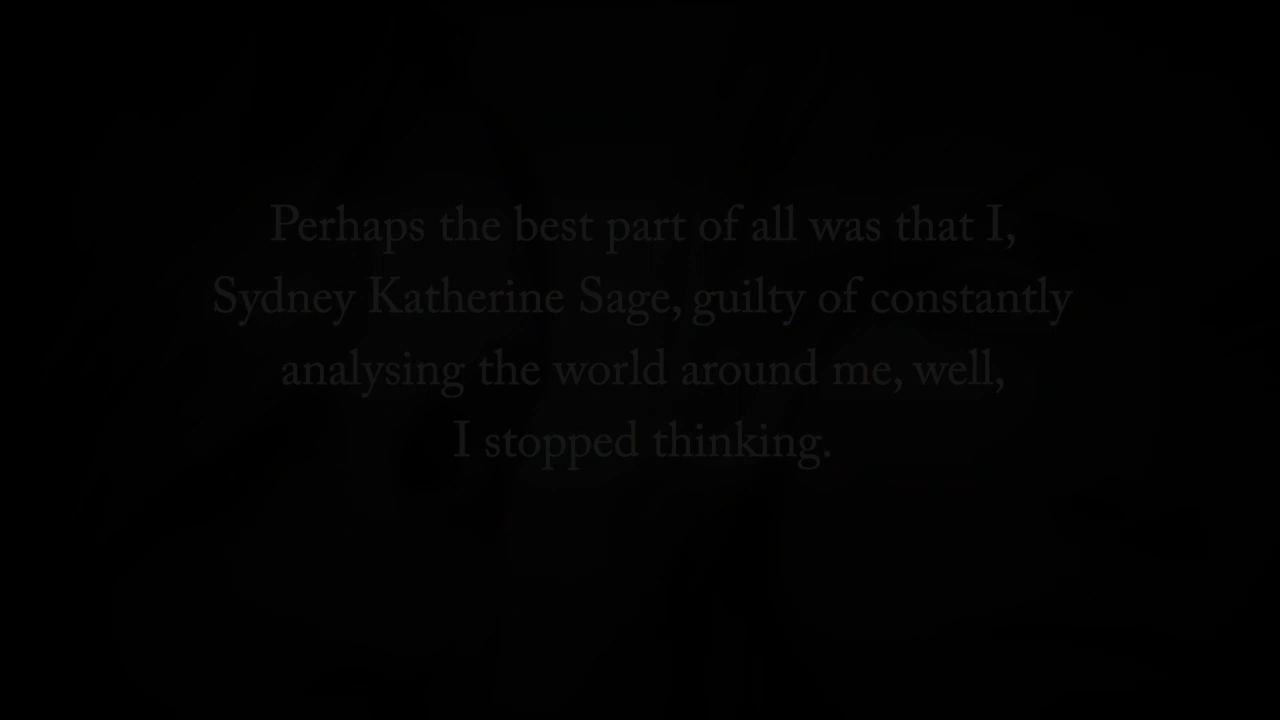 Perhaps the best part of all was that I,
Sydney Katherine Sage, guilty of constantly
analysing the world around me, well,
I stopped thinking.